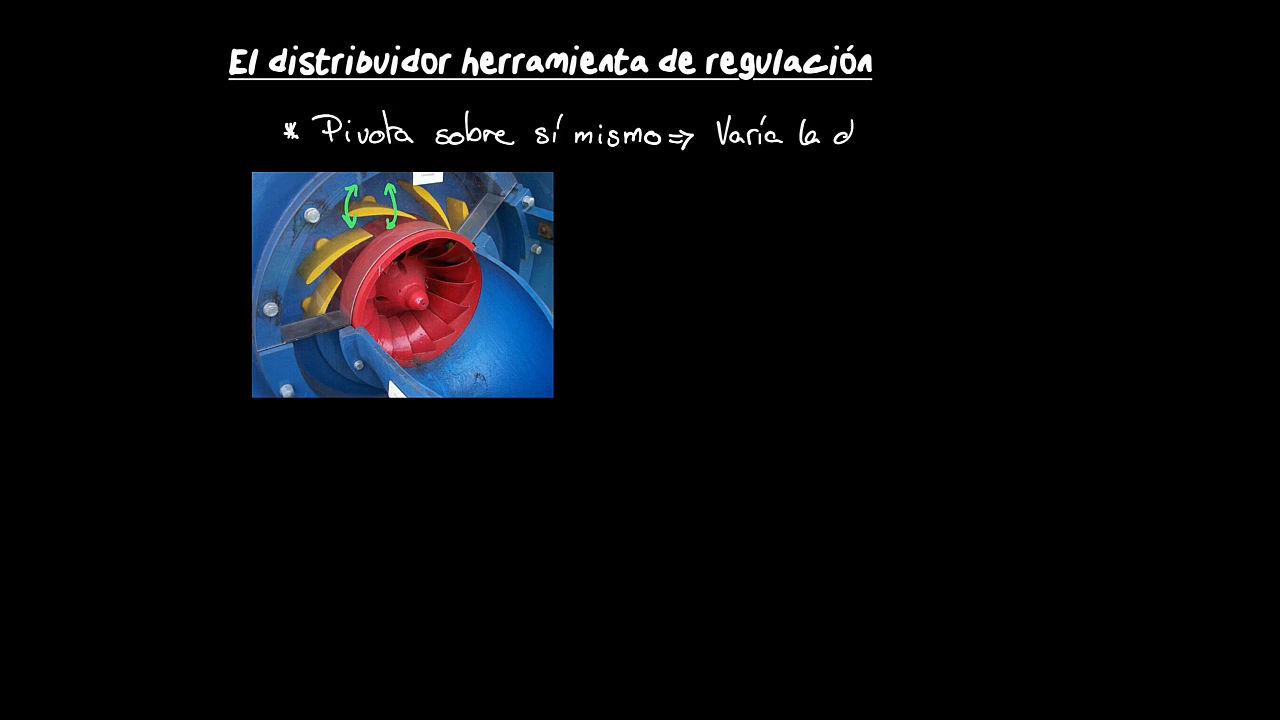 El distribuidor herramienta de regulación
* Pivota sobre sí mismo ⇒ Varía la d